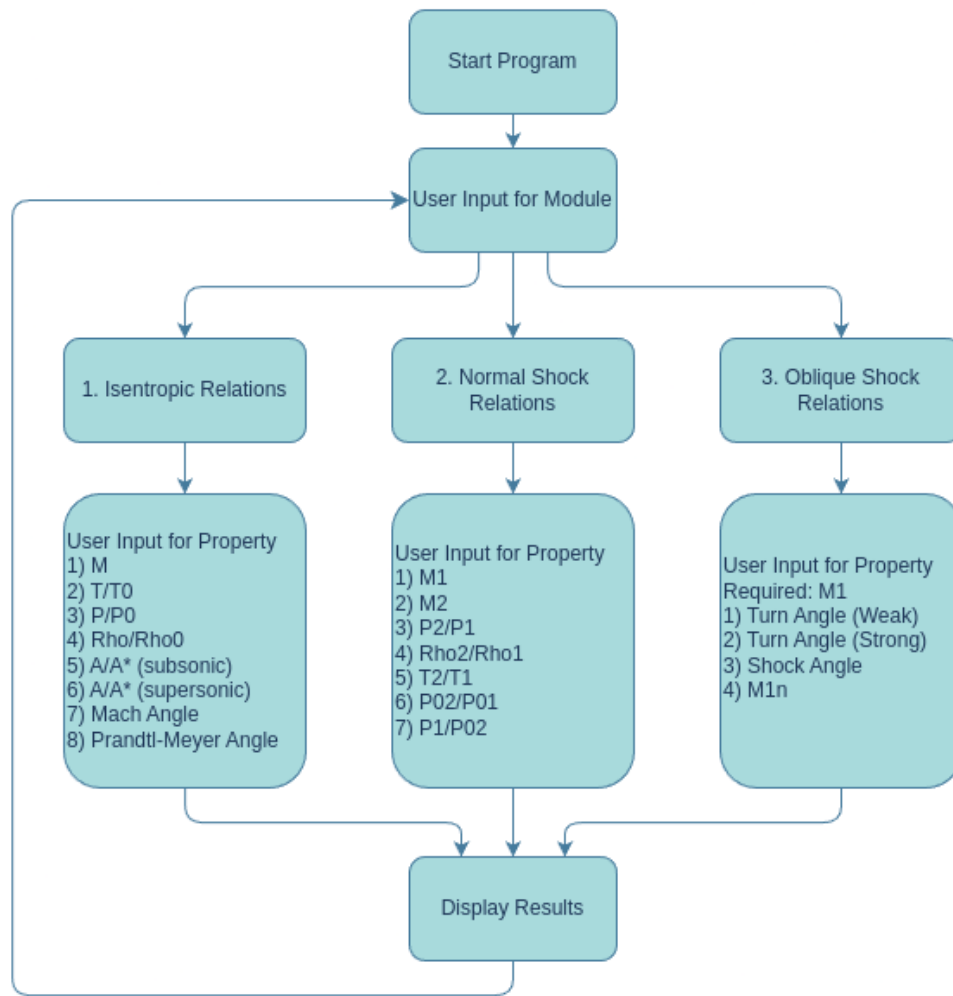 Start Program
User Input for Module
1. Isentropic Relations
2. Normal Shock
Relations
3. Oblique Shock
Relations
User Input for Property
1) M
2) T/T0
3) P/P0
4) Rho/Rho0
5) A/A* (subsonic)
6) A/A* (supersonic)
7) Mach Angle
8) Prandtl-Meyer Angle
User Input for Property
1) M1
2) M2
3) P2/P1
4) Rho2/Rho1
5) T2/T1
6) P02/P01
7) P1/P02
User Input for Property
Required: M1
1) Turn Angle (Weak)
2) Turn Angle (Strong)
3) Shock Angle
4) M1n
Display Results